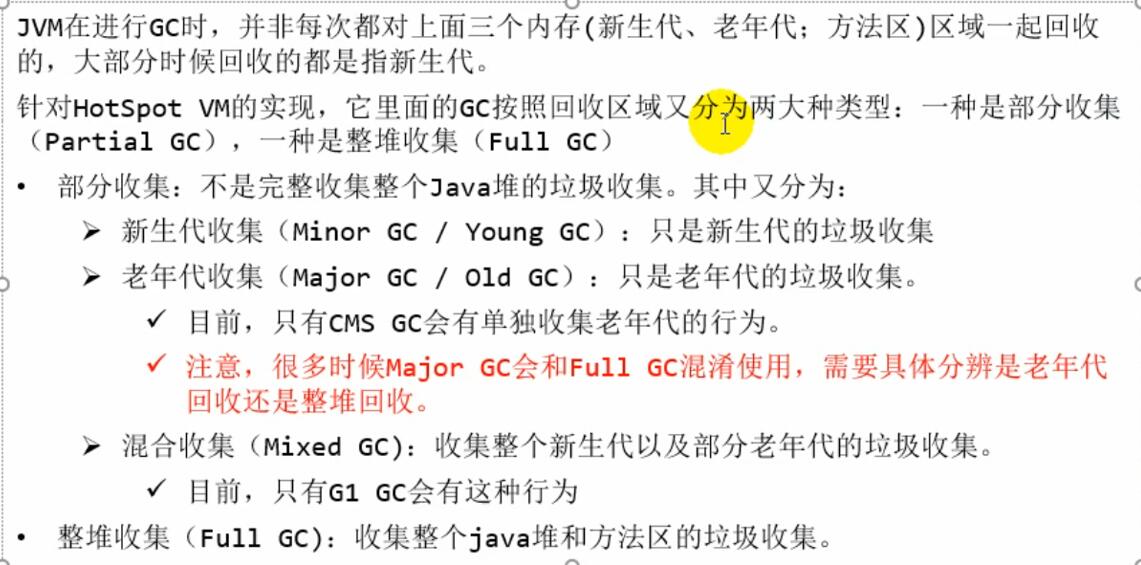 JVM在进行GC时，并非每次都对上面三个内存(新生代、老年代；方法区)区域一起回收
的，大部分时候回收的都是指新生代。
针对HotSpot VM的实现，它里面的GC按照回收区域又分为两大种类型：一种是部分收集
（Partial GC），一种是整堆收集（Full GC）
• 部分收集：不是完整收集整个Java堆的垃圾收集。其中又分为：
➢ 新生代收集（Minor GC / Young GC）：只是新生代的垃圾收集
➢ 老年代收集（Major GC / Old GC）：只是老年代的垃圾收集。
✓ 目前，只有CMS GC会有单独收集老年代的行为。
✓ 注意，很多时候Major GC会和Full GC混淆使用，需要具体分辨是老年代
回收还是整堆回收。
➢ 混合收集（Mixed GC)：收集整个新生代以及部分老年代的垃圾收集。
✓ 目前，只有G1 GC会有这种行为
• 整堆收集（Full GC)：收集整个java堆和方法区的垃圾收集。